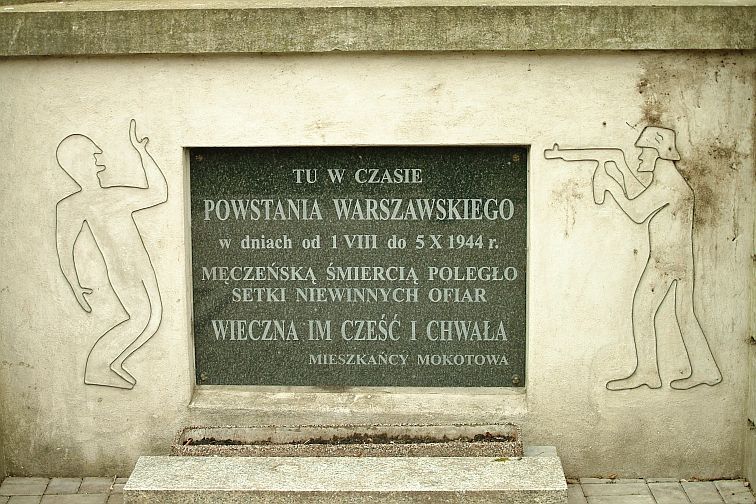 TU W CZASIE
POWSTANIA WARSZAWSKIEGO
w dniach od 1 VIII do 5 X 1944 r.
MĘCZEŃSKĄ ŚMIERCIĄ POLEGŁO
SETKI NIEWINNYCH OFIAR
WIECZNA IM CZEŚĆ I CHWAŁA
MIESZKAŃCY MOKOTOWA